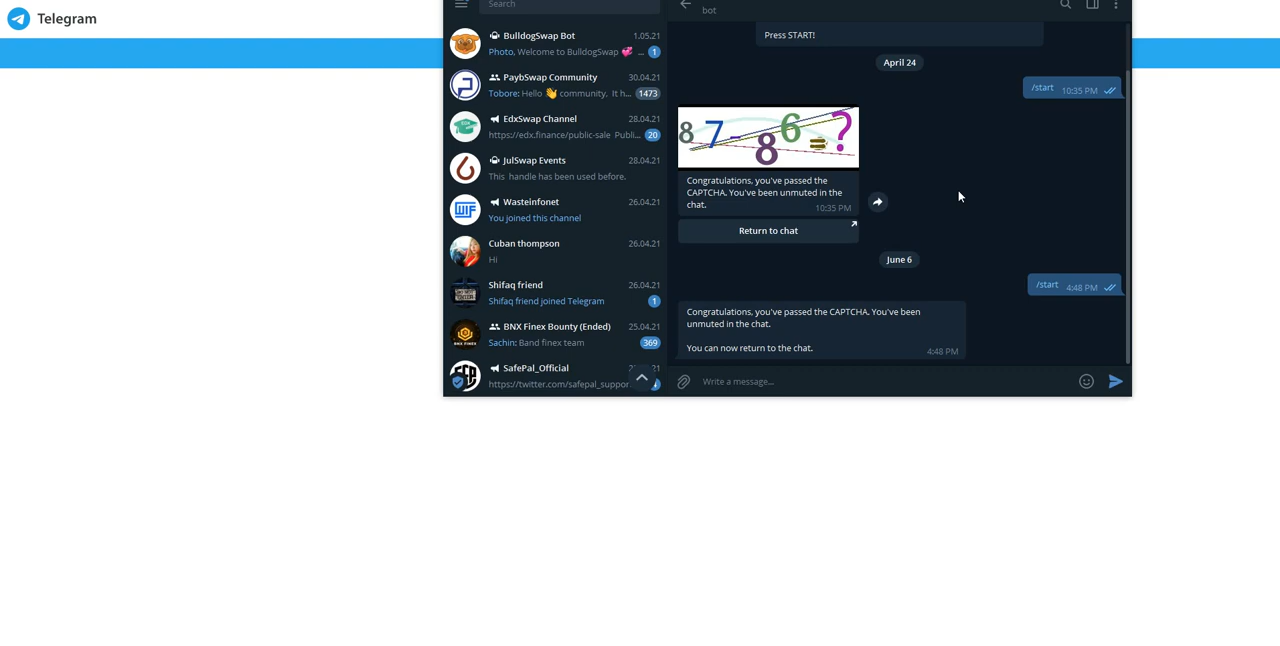 Telegram
Search
BulldogSwap Bot 1.05.21
Photo, Welcome to BulldogSwap 💞 ... 1
PaybSwap Community 30.04.21
Tobore: Hello 👋 community. It h... 1473
EdxSwap Channel 28.04.21
https://edx.finance/public-sale Publi... 20
JulSwap Events 28.04.21
This handle has been used before.
Wasteinfonet 26.04.21
WIF
You joined this channel
Cuban thompson 26.04.21
Hi
Shifaq friend 26.04.21
Shifaq friend joined Telegram 1
BNX Finex Bounty (Ended) 25.04.21
BNX FINEX
Sachin: Band finex team 369
SafePal_Official
https://twitter.com/safepal_suppor
bot
Press START!
April 24
/start 10:35 PM
87-86=?
Congratulations, you've passed the
CAPTCHA. You've been unmuted in the
chat. 10:35 PM
Return to chat
June 6
/start 4:48 PM
Congratulations, you've passed the CAPTCHA. You've been
unmuted in the chat.
You can now return to the chat. 4:48 PM
Write a message...